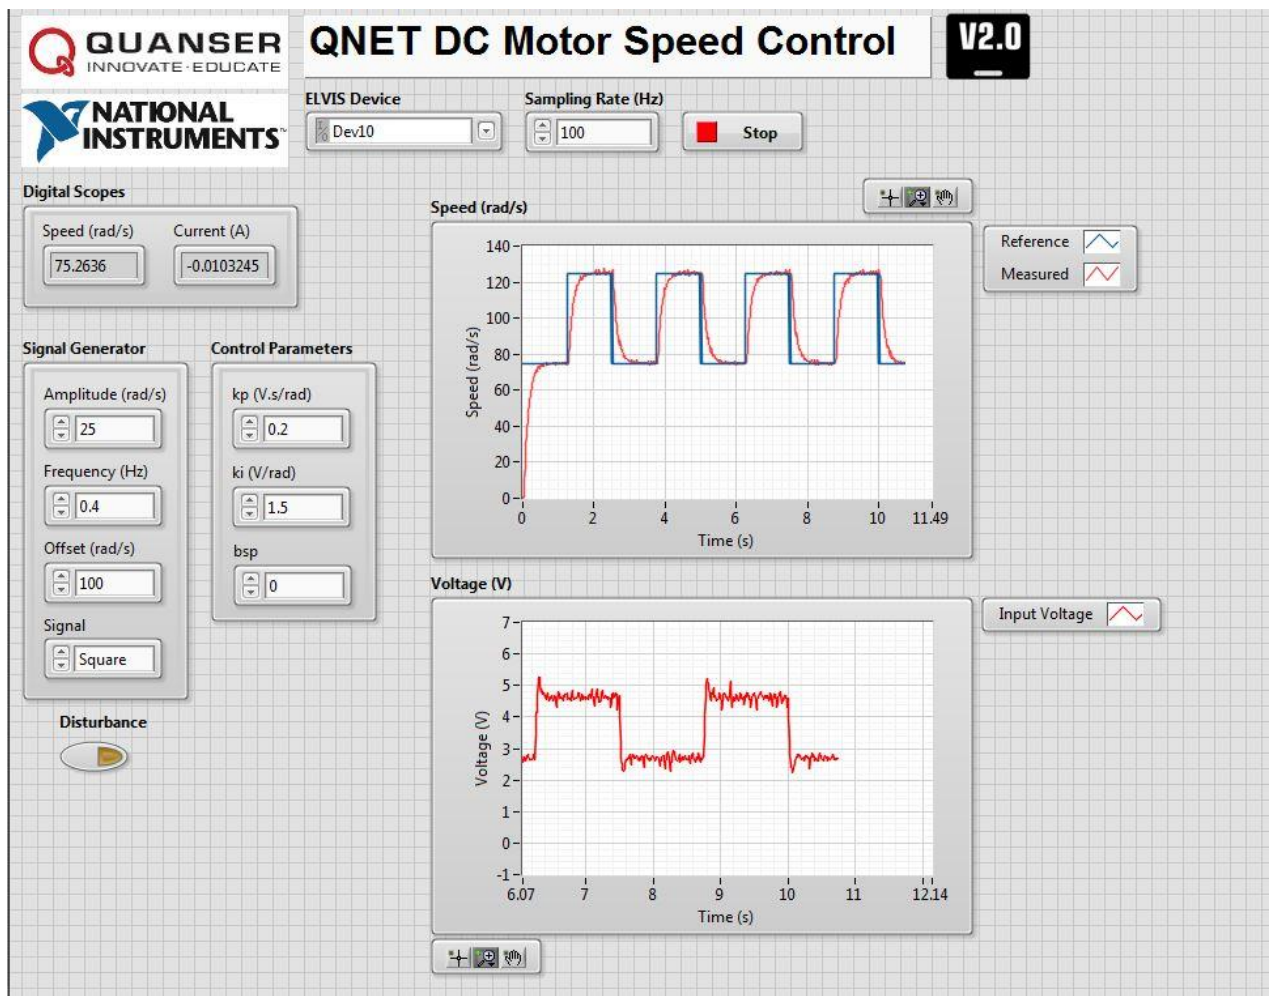 QUANSER
INNOVATE·EDUCATE
QNET DC Motor Speed Control
V2.0
NATIONAL
INSTRUMENTS
ELVIS Device
Dev10
Sampling Rate (Hz)
100
Stop
Digital Scopes
Speed (rad/s)
75.2636
Current (A)
-0.0103245
Signal Generator
Amplitude (rad/s)
25
Frequency (Hz)
0.4
Offset (rad/s)
100
Signal
Square
Control Parameters
kp (V.s/rad)
0.2
ki (V/rad)
1.5
bsp
0
Disturbance
Speed (rad/s)
Reference
Measured
Speed (rad/s)
140
120
100
80
60
40
20
0
0 2 4 6 8 10 11.49
Time (s)
Voltage (V)
Input Voltage
Voltage (V)
7
6
5
4
3
2
1
0
-1
6.07 7 8 9 10 11 12.14
Time (s)